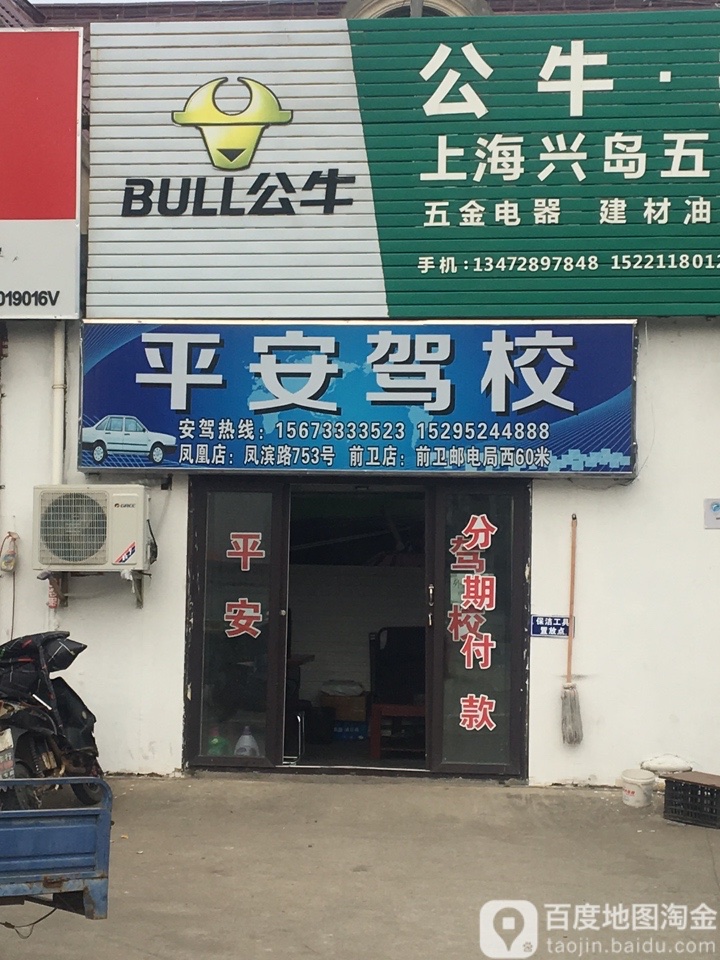 公牛·
上海兴岛五
BULL公牛
五金电器 建材油
手机:13472897848 1522118012
019016V
平安驾校
安驾热线: 15673333523 15295244888
凤凰店: 凤滨路753号 前卫店: 前卫邮电局西60米
GREE
平安
驾校
分期付款
保洁工具
置放点
百度地图淘金
taojin.baidu.com